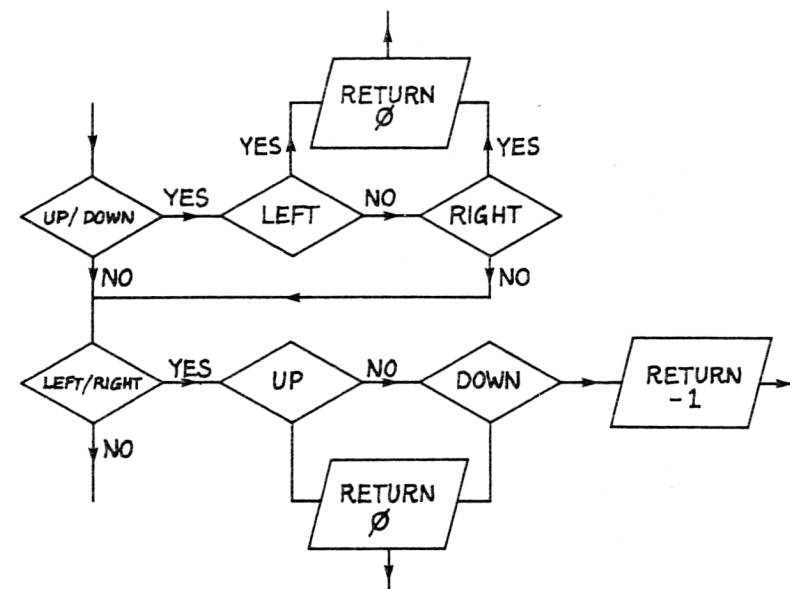 RETURN
Ø
YES
YES
UP/DOWN
YES
LEFT
NO
RIGHT
NO
NO
LEFT/RIGHT
YES
UP
NO
DOWN
RETURN
-1
NO
RETURN
Ø